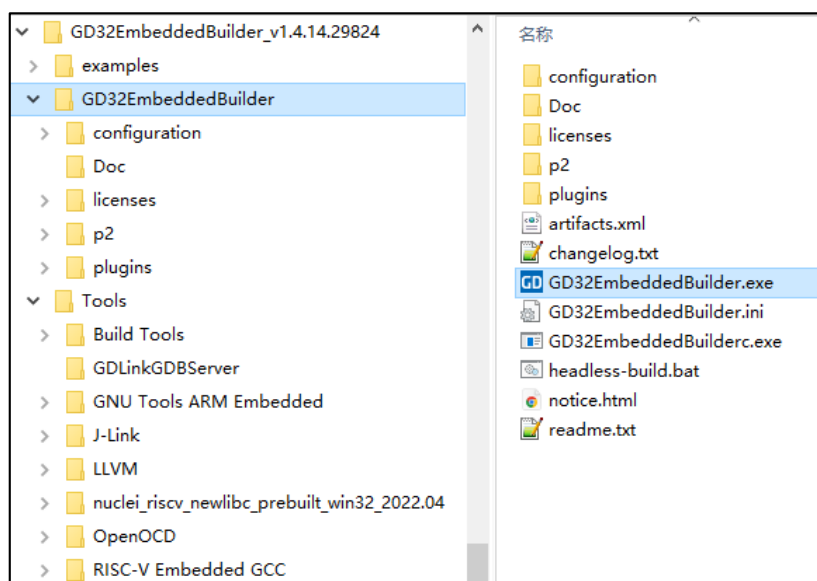 GD32EmbeddedBuilder_v1.4.14.29824
examples
GD32EmbeddedBuilder
configuration
Doc
licenses
p2
plugins
Tools
Build Tools
GDLinkGDBServer
GNU Tools ARM Embedded
J-Link
LLVM
nuclei_riscv_newlibc_prebuilt_win32_2022.04
OpenOCD
RISC-V Embedded GCC
名称
configuration
Doc
licenses
p2
plugins
artifacts.xml
changelog.txt
GD GD32EmbeddedBuilder.exe
GD32EmbeddedBuilder.ini
GD32EmbeddedBuilderc.exe
headless-build.bat
notice.html
readme.txt